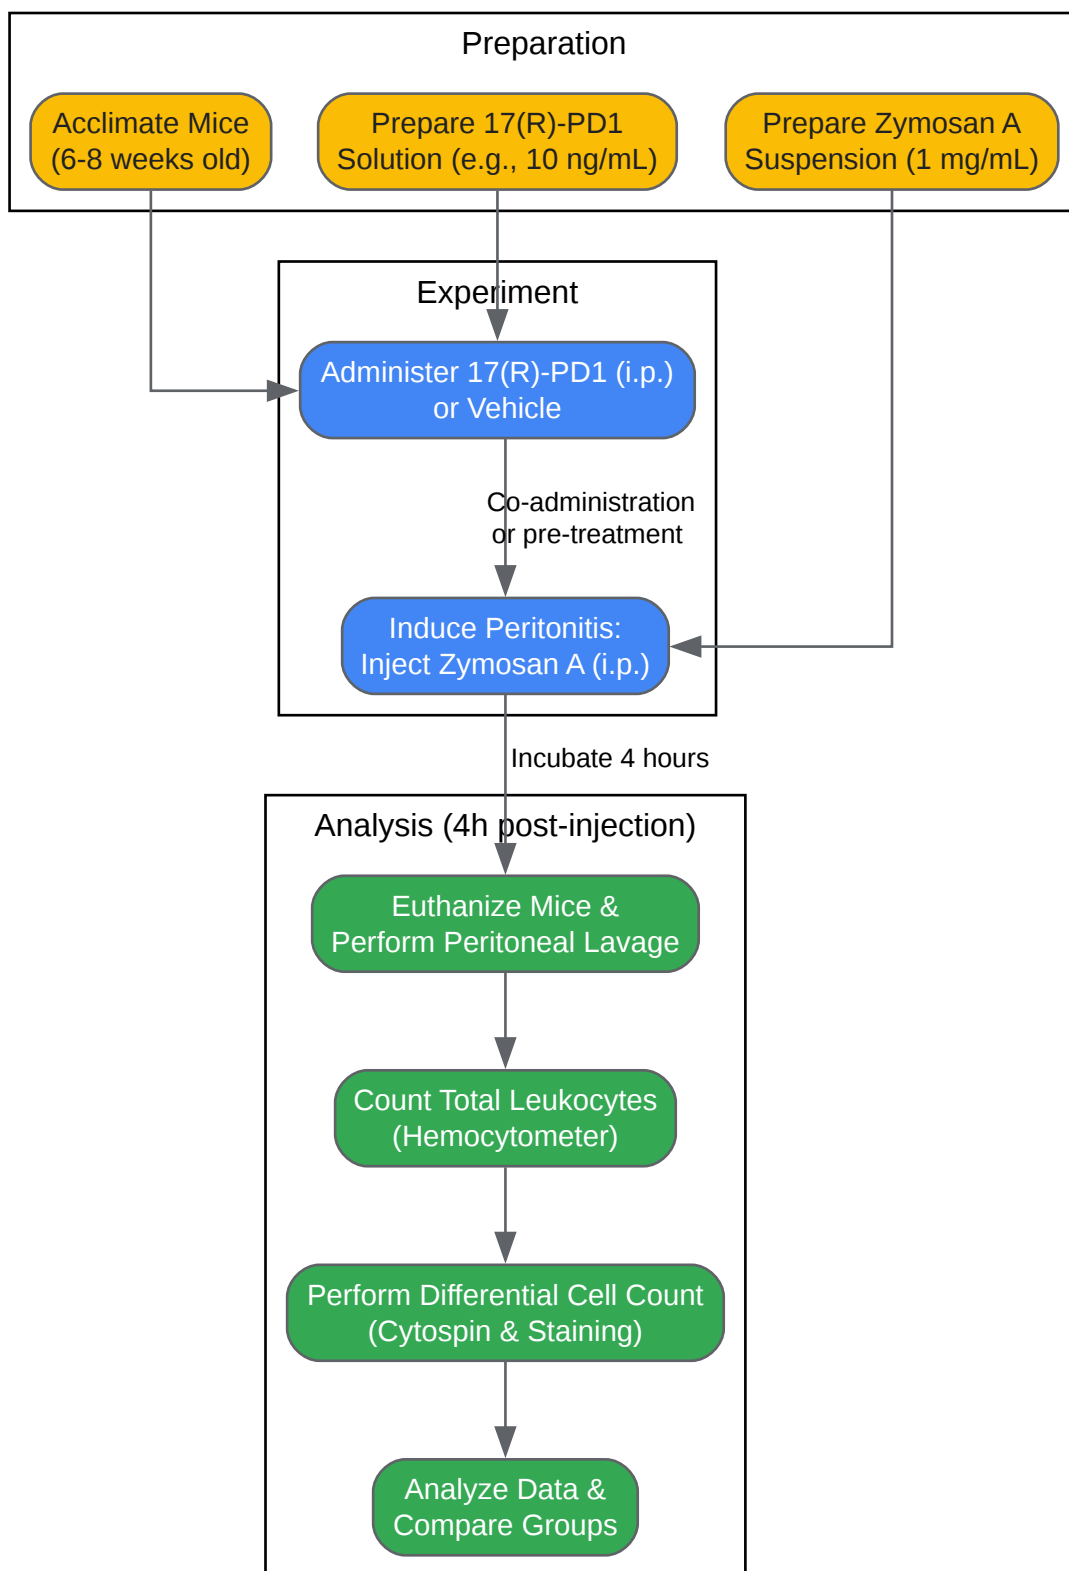 Preparation
Acclimate Mice
(6-8 weeks old)
Prepare 17(R)-PD1
Solution (e.g., 10 ng/mL)
Prepare Zymosan A
Suspension (1 mg/mL)
Experiment
Administer 17(R)-PD1 (i.p.)
or Vehicle
Co-administration
or pre-treatment
Induce Peritonitis:
Inject Zymosan A (i.p.)
Incubate 4 hours
Analysis (4h post-injection)
Euthanize Mice &
Perform Peritoneal Lavage
Count Total Leukocytes
(Hemocytometer)
Perform Differential Cell Count
(Cytospin & Staining)
Analyze Data &
Compare Groups